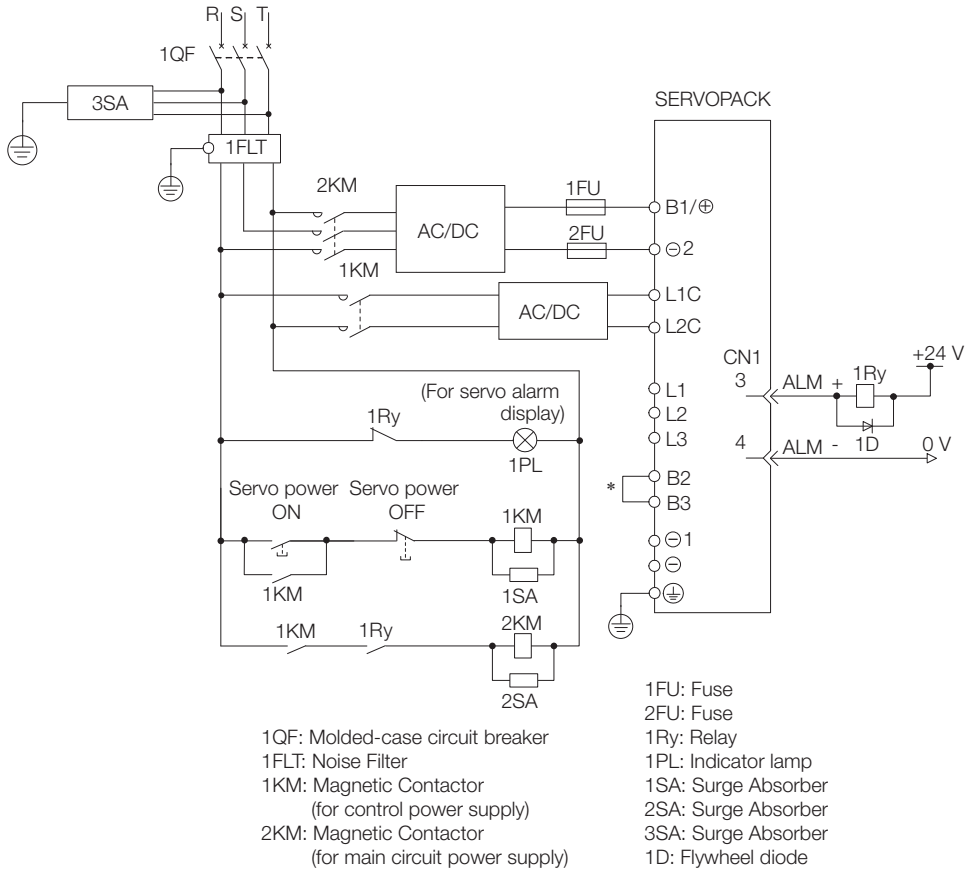 R S T
1QF
3SA
1FLT
SERVOPACK
2KM
1FU
B1/⊕
AC/DC
2FU
⊖2
1KM
L1C
AC/DC
L2C
CN1
+24 V
3
ALM +
1Ry
L1
(For servo alarm
display)
L2
1Ry
L3
4
ALM -
1D
0 V
1PL
B2
*
B3
Servo power
ON
Servo power
OFF
1KM
⊖1
1KM
1SA
⊖
1KM
1Ry
2KM
2SA
1QF: Molded-case circuit breaker
1FLT: Noise Filter
1KM: Magnetic Contactor
(for control power supply)
2KM: Magnetic Contactor
(for main circuit power supply)
1FU: Fuse
2FU: Fuse
1Ry: Relay
1PL: Indicator lamp
1SA: Surge Absorber
2SA: Surge Absorber
3SA: Surge Absorber
1D: Flywheel diode